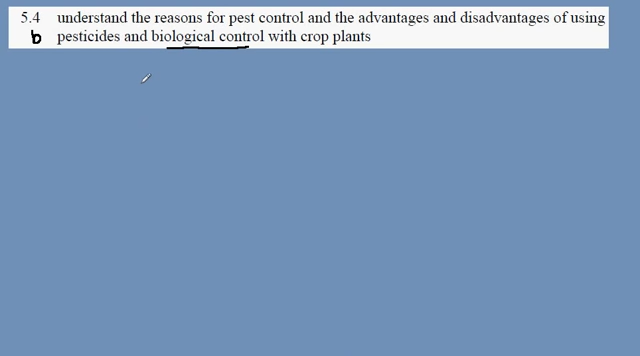 5.4 understand the reasons for pest control and the advantages and disadvantages of using
b pesticides and biological control with crop plants